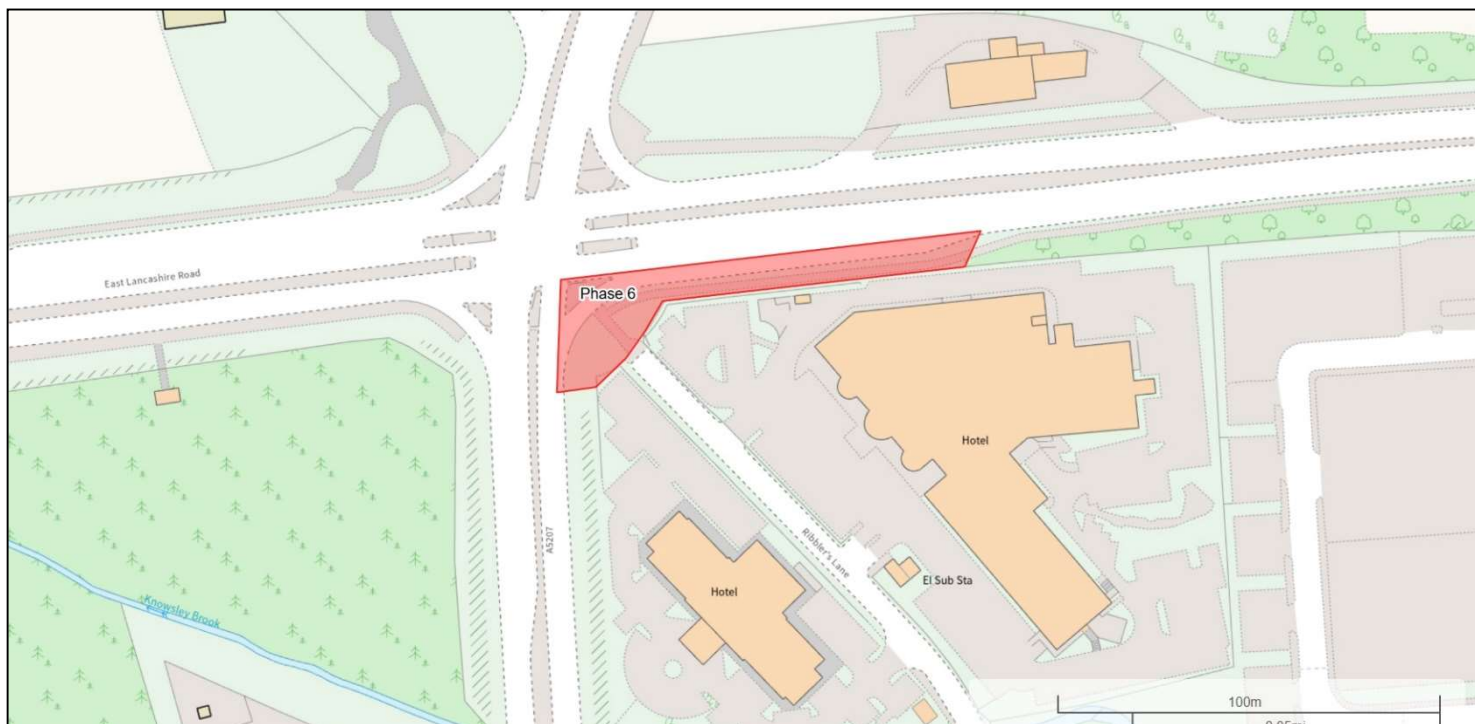 East Lancashire Road
Phase 6
Hotel
A5207
Ribbler's Lane
El Sub Sta
Hotel
Knowsley Brook
100m